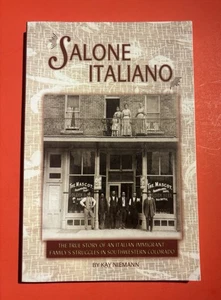 SALONE
ITALIANO
THE MASCOT
THE MASCOT
THE TRUE STORY OF AN ITALIAN IMMIGRANT
FAMILY'S STRUGGLES IN SOUTHWESTERN COLORADO
BY KAY NIEMANN